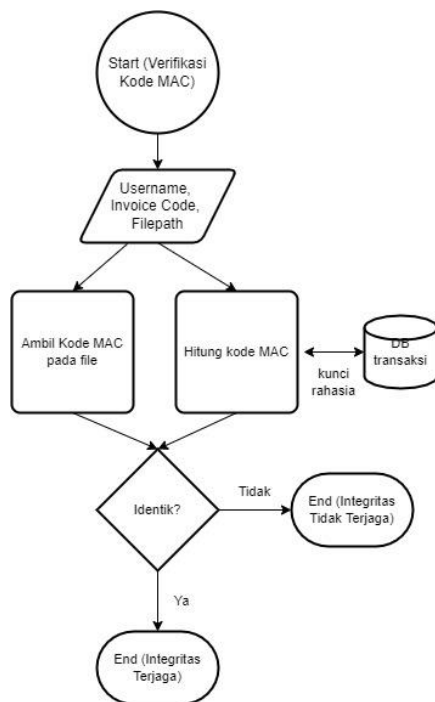 Start (Verifikasi
Kode MAC)
Username,
Invoice Code,
Filepath
Ambil Kode MAC
pada file
Hitung kode MAC
DB
transaksi
kunci
rahasia
Identik?
Tidak
End (Integritas
Tidak Terjaga)
Ya
End (Integritas
Terjaga)